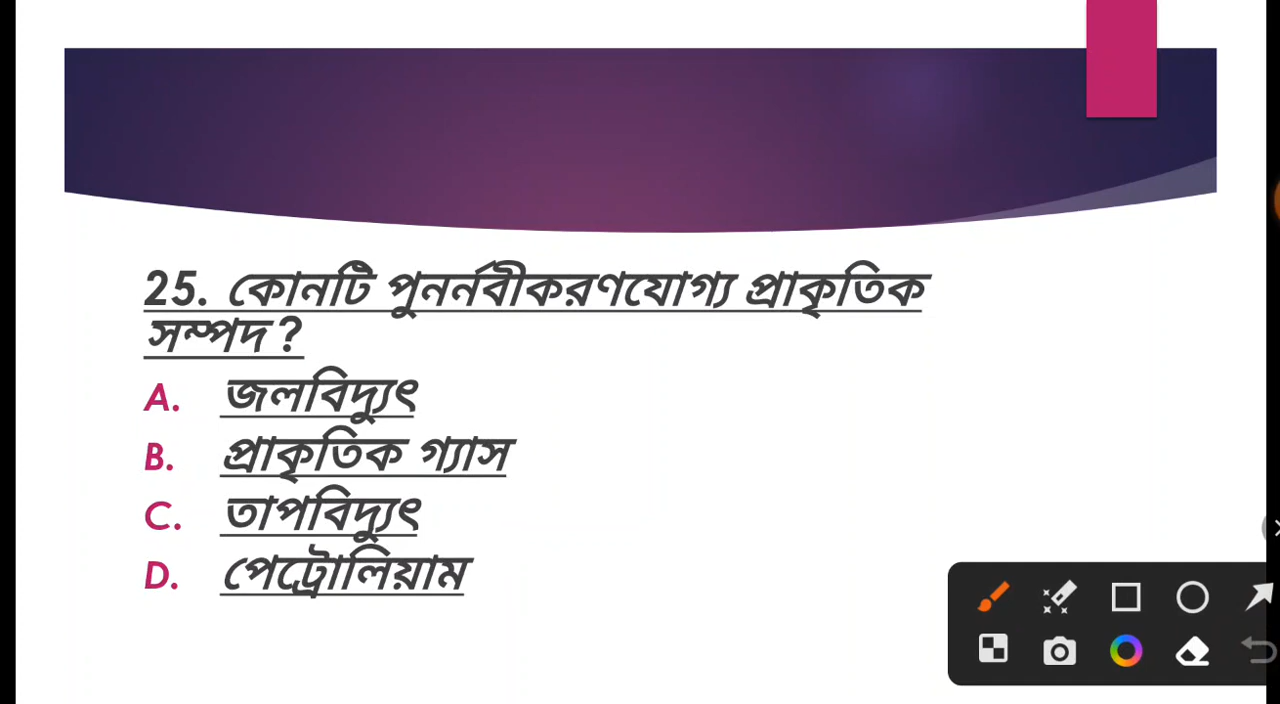 25. কোনটি পুনর্নবীকরণযোগ্য প্রাকৃতিক
সম্পদ ?
A. জলবিদ্যুৎ
B. প্রাকৃতিক গ্যাস
C. তাপবিদ্যুৎ
D. পেট্রোলিয়াম